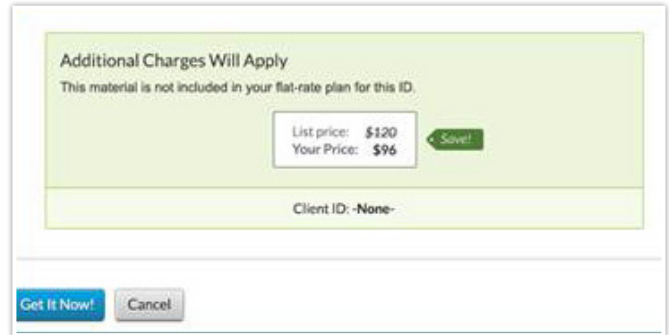 Additional Charges Will Apply
This material is not included in your flat-rate plan for this ID.
List price: $120
Save!
Your Price: $96
Client ID: -None-
Get It Now!
Cancel